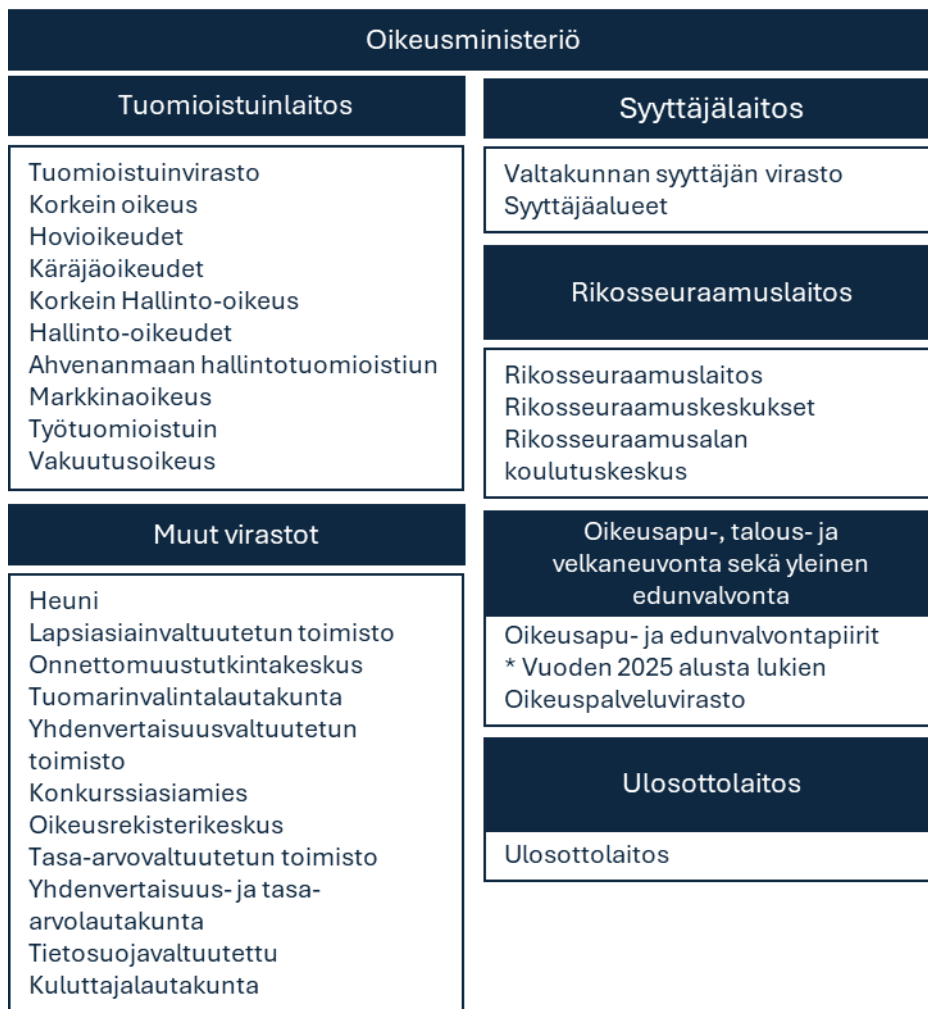 Oikeusministeriö
Tuomioistuinlaitos
Tuomioistuinvirasto
Korkein oikeus
Hovioikeudet
Käräjäoikeudet
Korkein Hallinto-oikeus
Hallinto-oikeudet
Ahvenanmaan hallintotuomioistiun
Markkinaoikeus
Työtuomioistuin
Vakuutusoikeus
Muut virastot
Heuni
Lapsiasiainvaltuutetun toimisto
Onnettomuustutkintakeskus
Tuomarinvalintalautakunta
Yhdenvertaisuusvaltuutetun
toimisto
Konkurssiasiamies
Oikeusrekisterikeskus
Tasa-arvovaltuutetun toimisto
Yhdenvertaisuus- ja tasa-
arvolautakunta
Tietosuojavaltuutettu
Kuluttajalautakunta
Syyttäjälaitos
Valtakunnan syyttäjän virasto
Syyttäjäalueet
Rikosseuraamuslaitos
Rikosseuraamuslaitos
Rikosseuraamuskeskukset
Rikosseuraamusalan
koulutuskeskus
Oikeusapu-, talous- ja
velkaneuvonta sekä yleinen
edunvalvonta
Oikeusapu- ja edunvalvontapiirit
* Vuoden 2025 alusta lukien
Oikeuspalveluvirasto
Ulosottolaitos
Ulosottolaitos